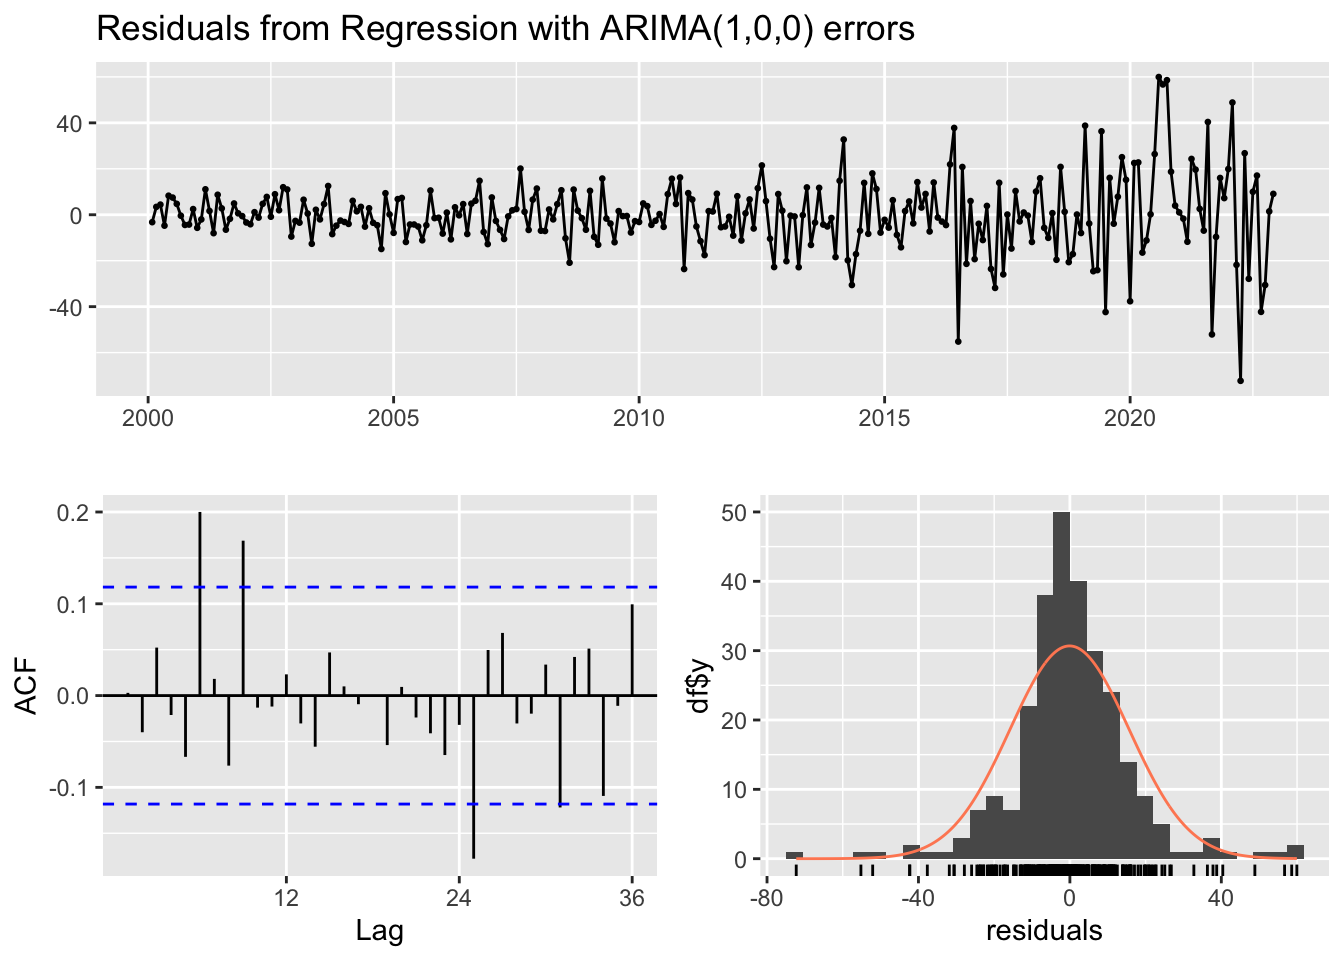 Residuals from Regression with ARIMA(1,0,0) errors
40
0
-40
2000 2005 2010 2015 2020
ACF
0.2
0.1
0.0
-0.1
12 24 36
Lag
df$y
50
40
30
20
10
0
-80 -40 0 40
residuals